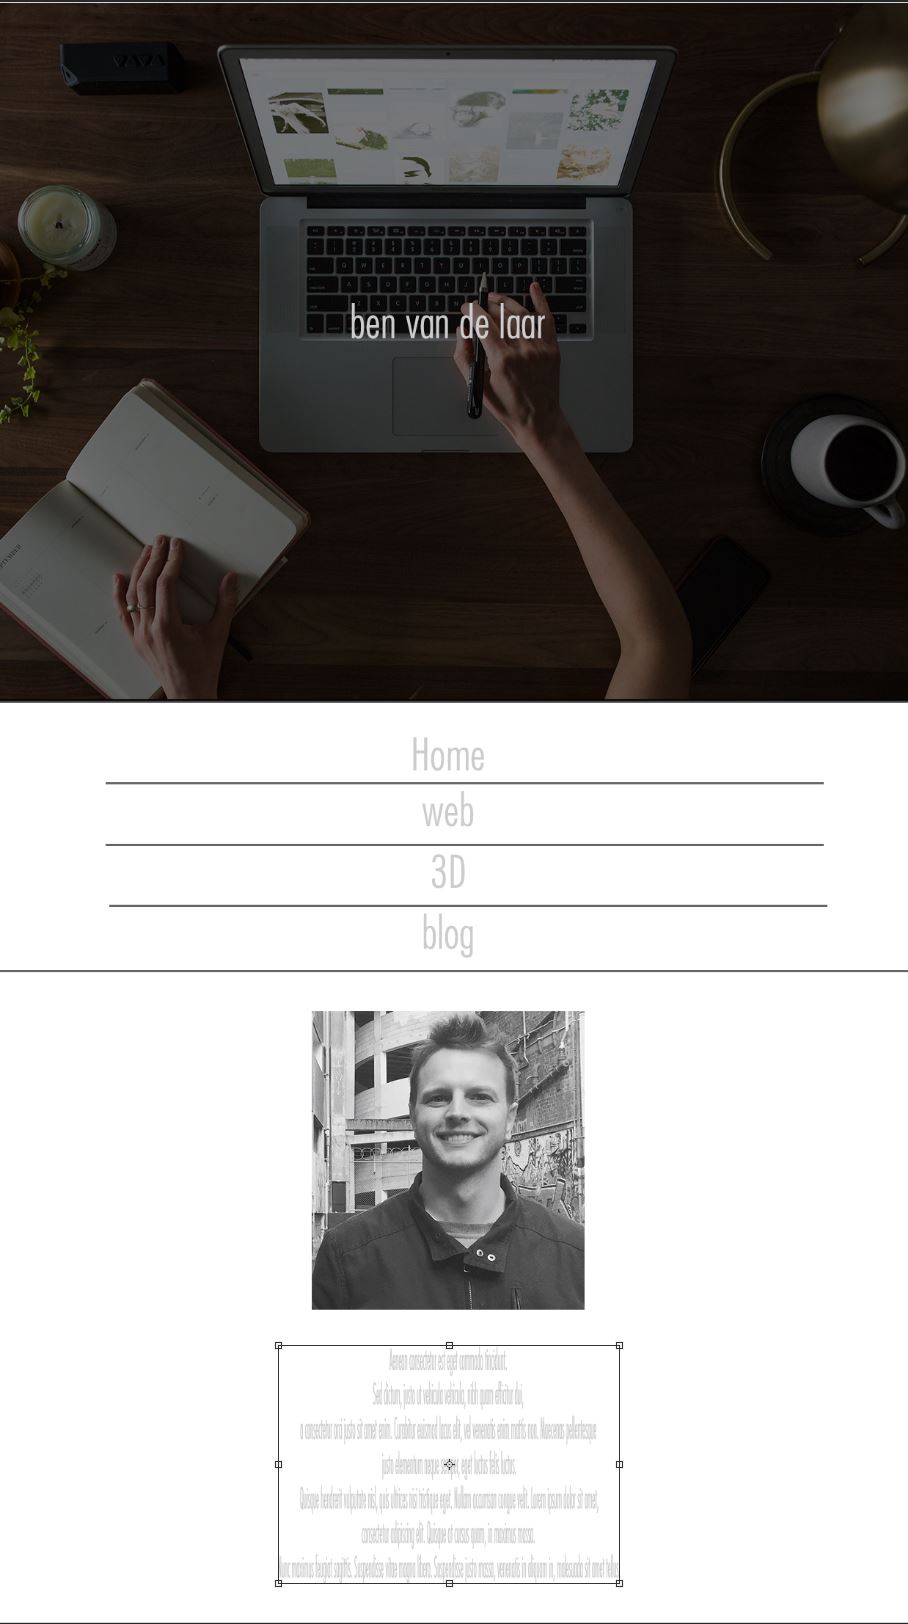 ben van de laar
Home
web
3D
blog
Aenean consectetur est eget commodo tincidunt.
Sed dictum, justo ut vehicula vehicula, nibh quam efficitur dui,
a consectetur orci justo sit amet enim. Curabitur euismod lacus elit, vel venenatis enim mattis non. Maecenas pellentesque
justo elementum neque semper, eget luctus felis luctus.
Quisque hendrerit vulputate nisl, quis ultrices nisi tristique eget. Nullam accumsan congue velit. Lorem ipsum dolor sit amet,
consectetur adipiscing elit. Quisque at cursus quam, in maximus massa.
Nunc maximus feugiat sagittis. Suspendisse vitae magna libero. Suspendisse justo massa, venenatis in aliquam in, malesuada sit amet tellus